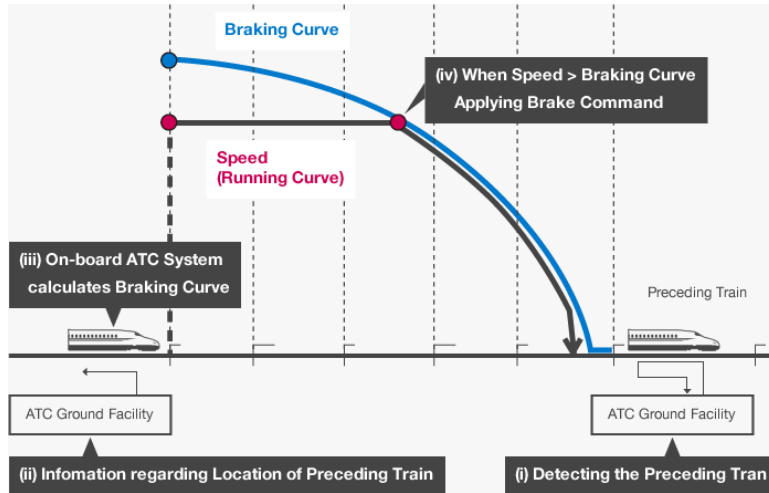 Braking Curve
(iv) When Speed > Braking Curve
Applying Brake Command
Speed
(Running Curve)
(iii) On-board ATC System
calculates Braking Curve
Preceding Train
ATC Ground Facility
ATC Ground Facility
(ii) Infomation regarding Location of Preceding Train
(i) Detecting the Preceding Tran